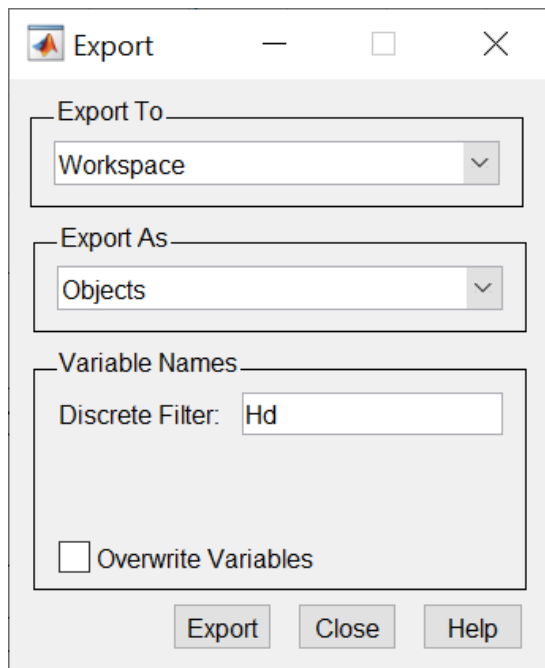 Export
Export To
Workspace
Export As
Objects
Variable Names
Discrete Filter: Hd
Overwrite Variables
Export Close Help